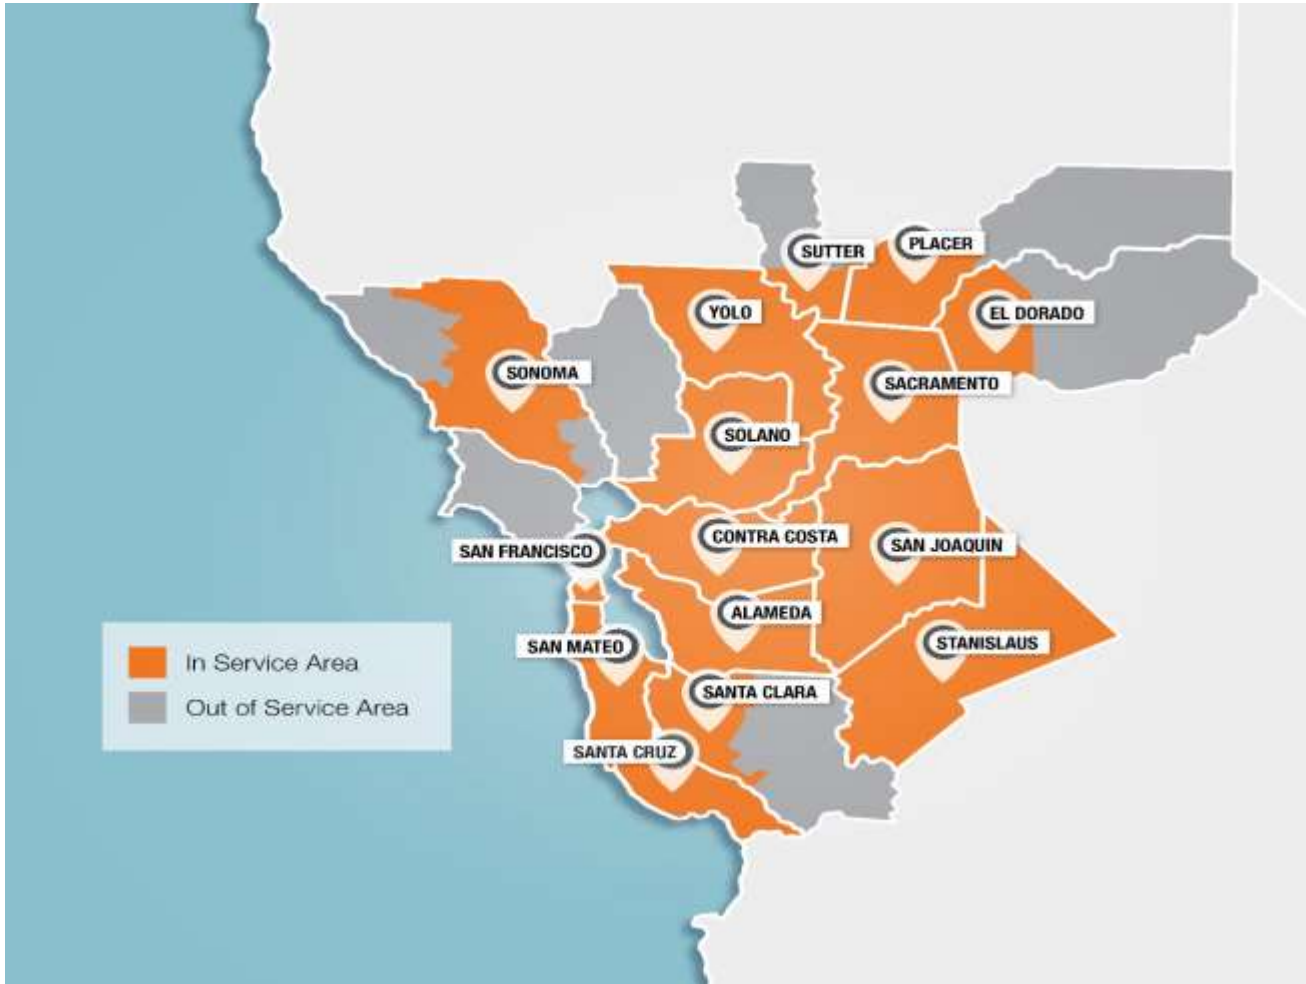 SUTTER
PLACER
YOLO
EL DORADO
SONOMA
SACRAMENTO
SOLANO
CONTRA COSTA
SAN JOAQUIN
SAN FRANCISCO
ALAMEDA
SAN MATEO
STANISLAUS
SANTA CLARA
SANTA CRUZ
In Service Area
Out of Service Area